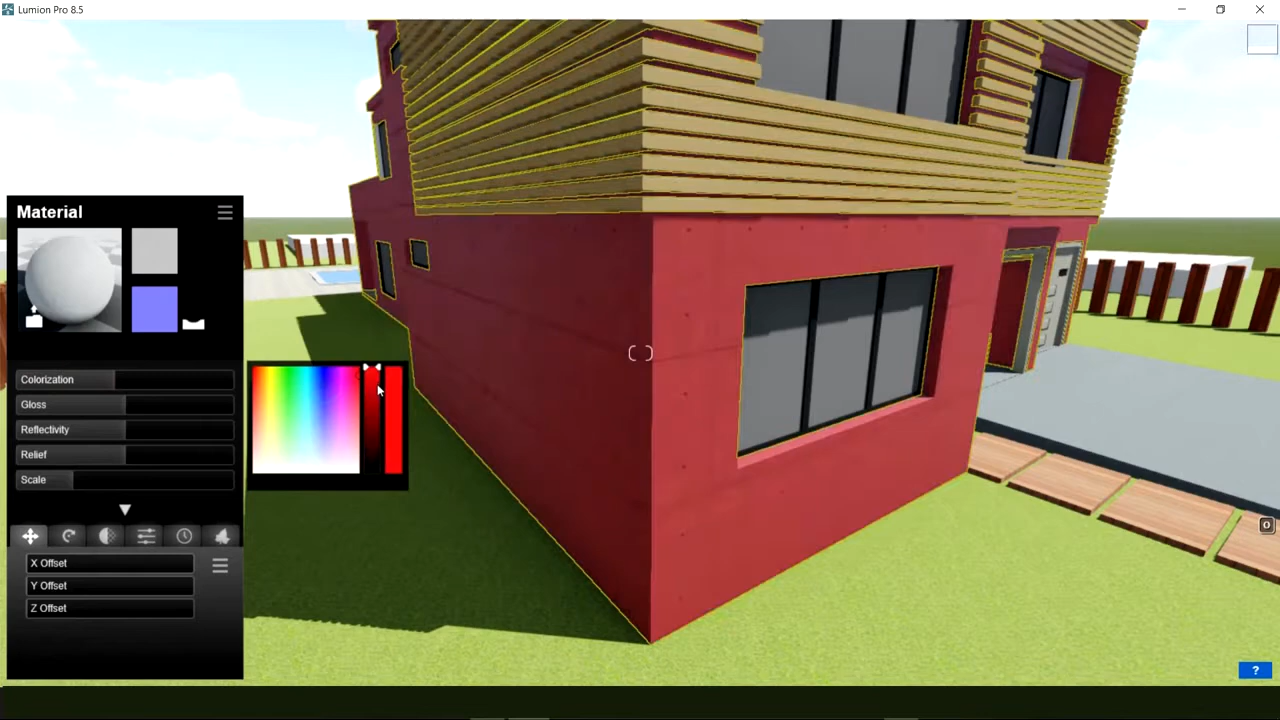 Lumion Pro 8.5
Material
Colorization
Gloss
Reflectivity
Relief
Scale
X Offset
Y Offset
Z Offset
O
?